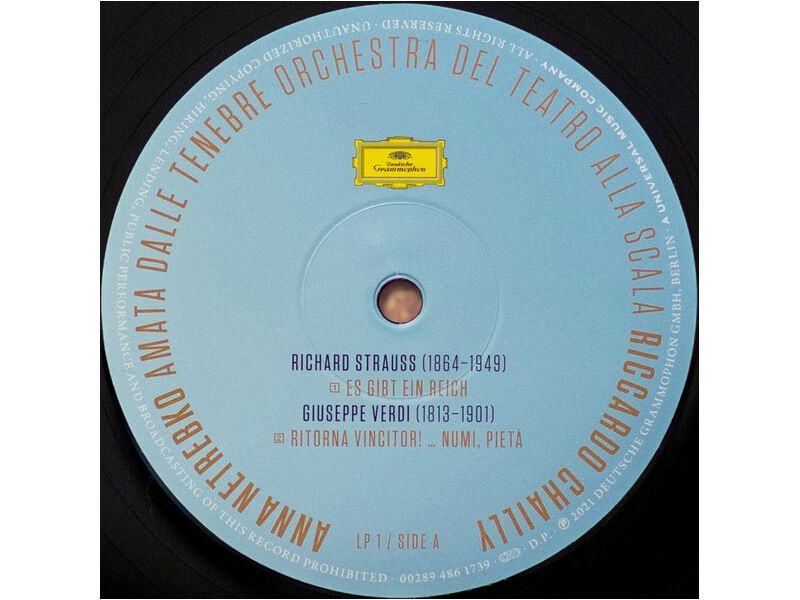 ANNA NETREBKO AMATA DALLE TENEBRE ORCHESTRA DEL TEATRO ALLA SCALA RICCARDO CHAILLY
Deutsche
Grammophon
RICHARD STRAUSS (1864–1949)
1 ES GIBT EIN REICH
GIUSEPPE VERDI (1813–1901)
2 RITORNA VINCITOR! ... NUMI, PIETÀ
LP 1 / SIDE A
℗ 2021 DEUTSCHE GRAMMOPHON GMBH, BERLIN · A UNIVERSAL MUSIC COMPANY · ALL RIGHTS RESERVED · UNAUTHORIZED COPYING, HIRING, LENDING, PUBLIC PERFORMANCE AND BROADCASTING OF THIS RECORD PROHIBITED · 00289 486 1739 · D.P. ·